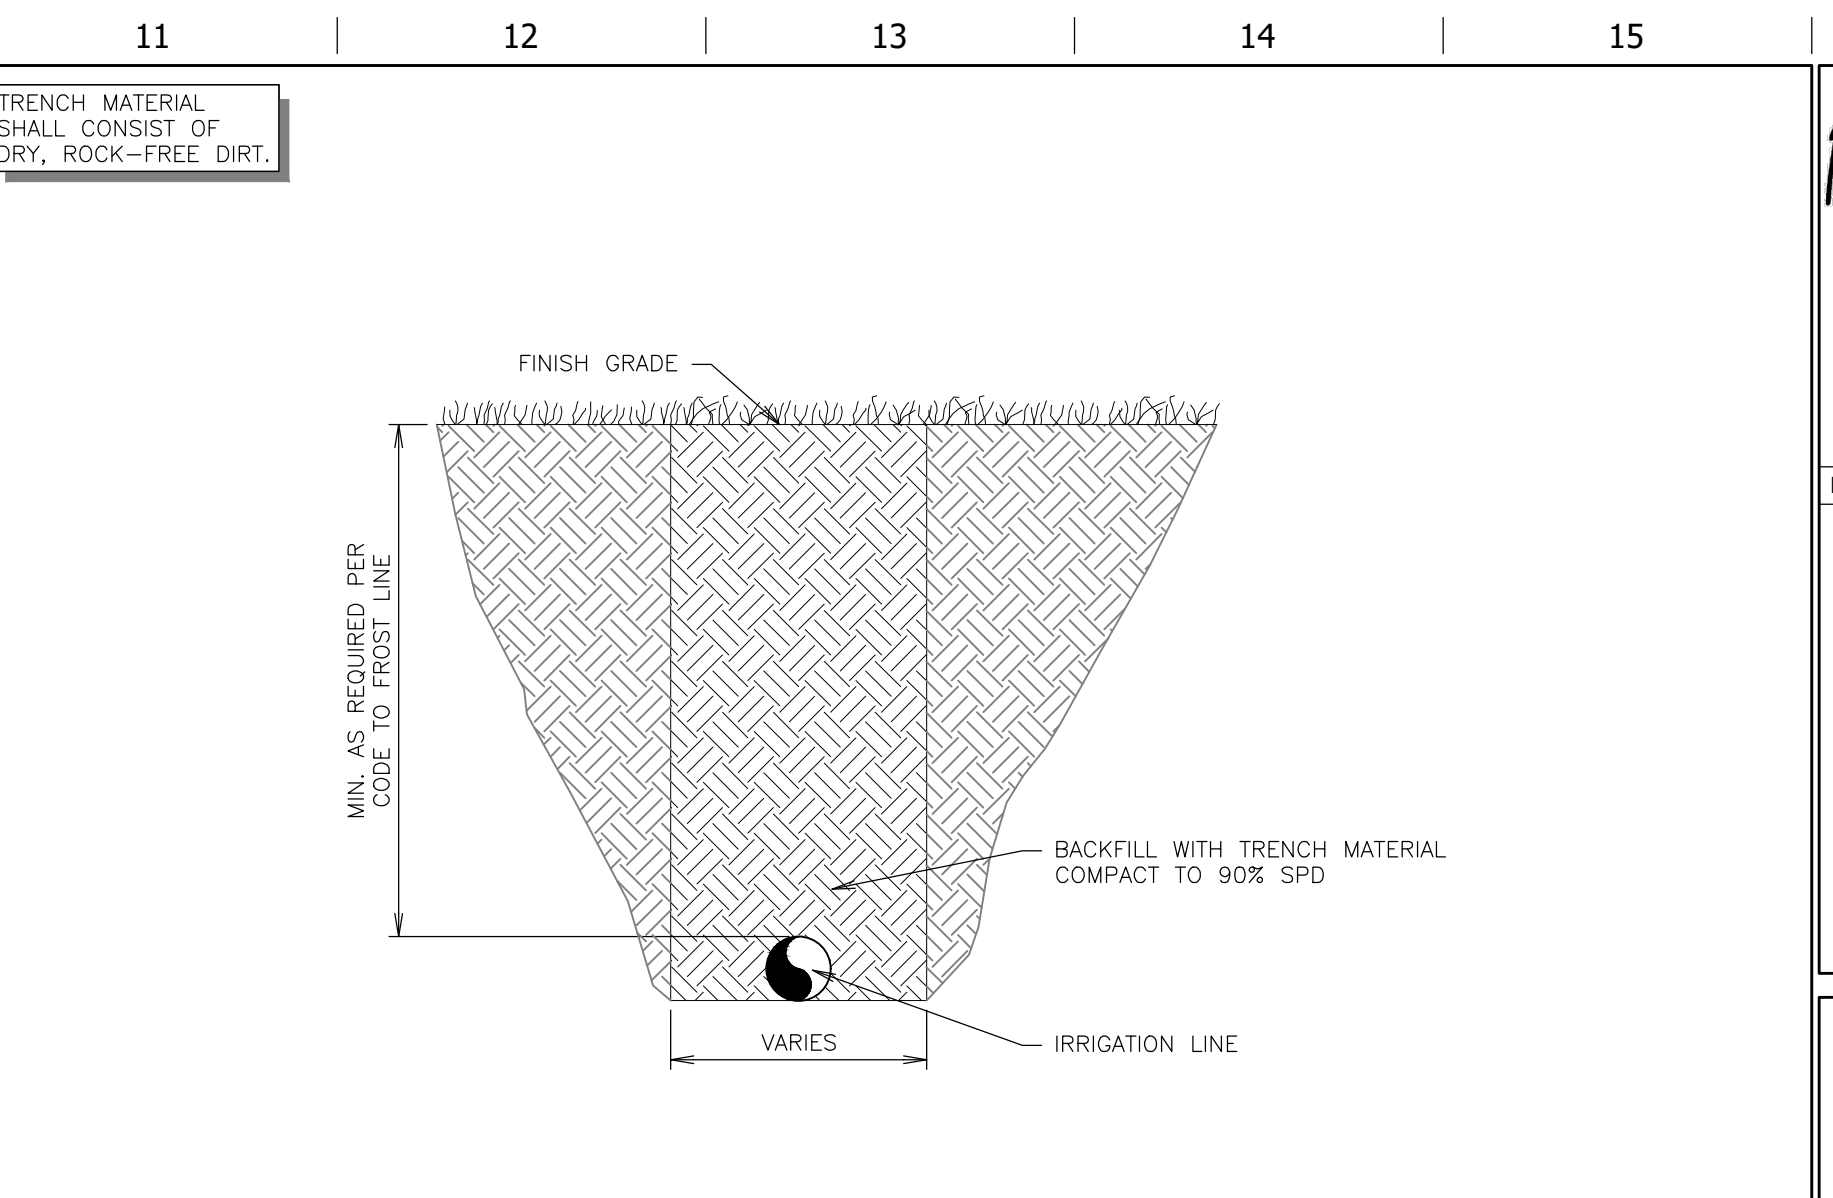 11 12 13 14 15
TRENCH MATERIAL
SHALL CONSIST OF
DRY, ROCK-FREE DIRT.
FINISH GRADE
MIN. AS REQUIRED PER
CODE TO FROST LINE
BACKFILL WITH TRENCH MATERIAL
COMPACT TO 90% SPD
IRRIGATION LINE
VARIES